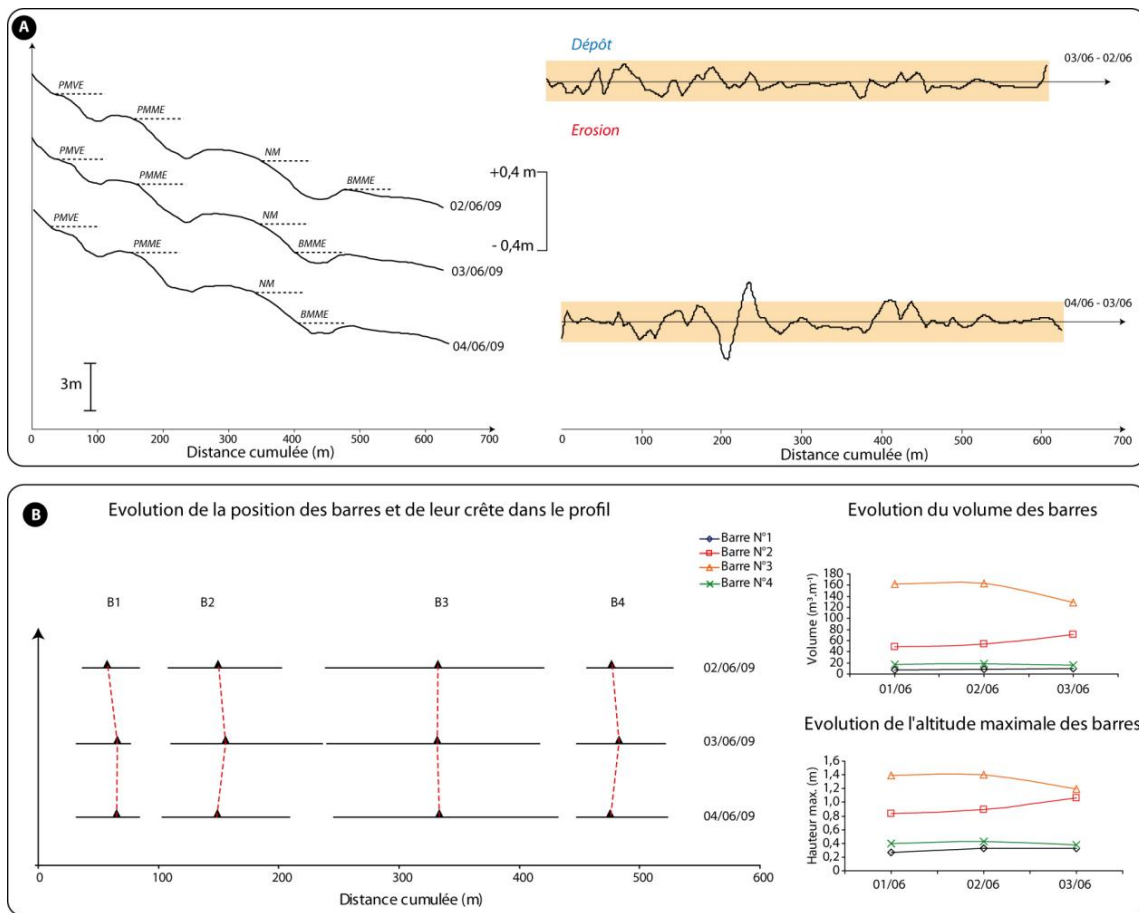 A
PMVE
PMME
NM
BMME
02/06/09
PMVE
PMME
NM
BMME
03/06/09
PMVE
PMME
NM
BMME
04/06/09
3m
0 100 200 300 400 500 600 700
Distance cumulée (m)
+0,4 m
- 0,4m
Dépôt
03/06 - 02/06
Erosion
04/06 - 03/06
0 100 200 300 400 500 600 700
Distance cumulée (m)
B
Evolution de la position des barres et de leur crête dans le profil
Barre N°1
Barre N°2
Barre N°3
Barre N°4
B1 B2 B3 B4
02/06/09
03/06/09
04/06/09
0 100 200 300 400 500 600
Distance cumulée (m)
Evolution du volume des barres
Volume (m³.m⁻¹)
180
160
140
120
100
80
60
40
20
0
01/06 02/06 03/06
Evolution de l'altitude maximale des barres
Hauteur max. (m)
1,6
1,4
1,2
1,0
0,8
0,6
0,4
0,2
0
01/06 02/06 03/06